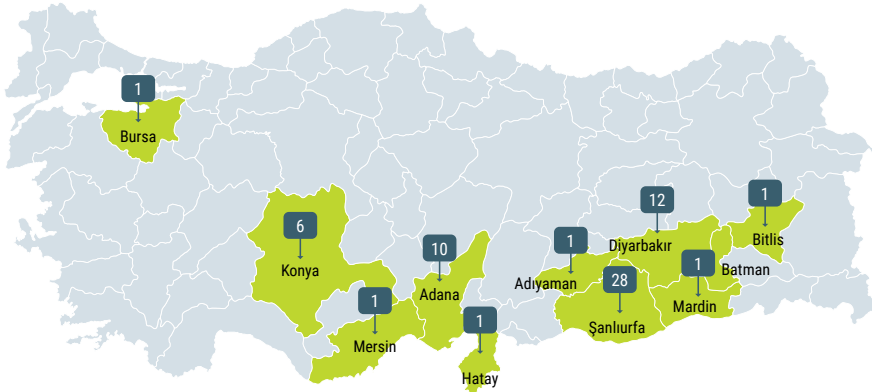 1
Bursa
6
Konya
1
Mersin
10
Adana
1
Hatay
1
Adıyaman
12
Diyarbakır
28
Şanlıurfa
1
Mardin
Batman
1
Bitlis